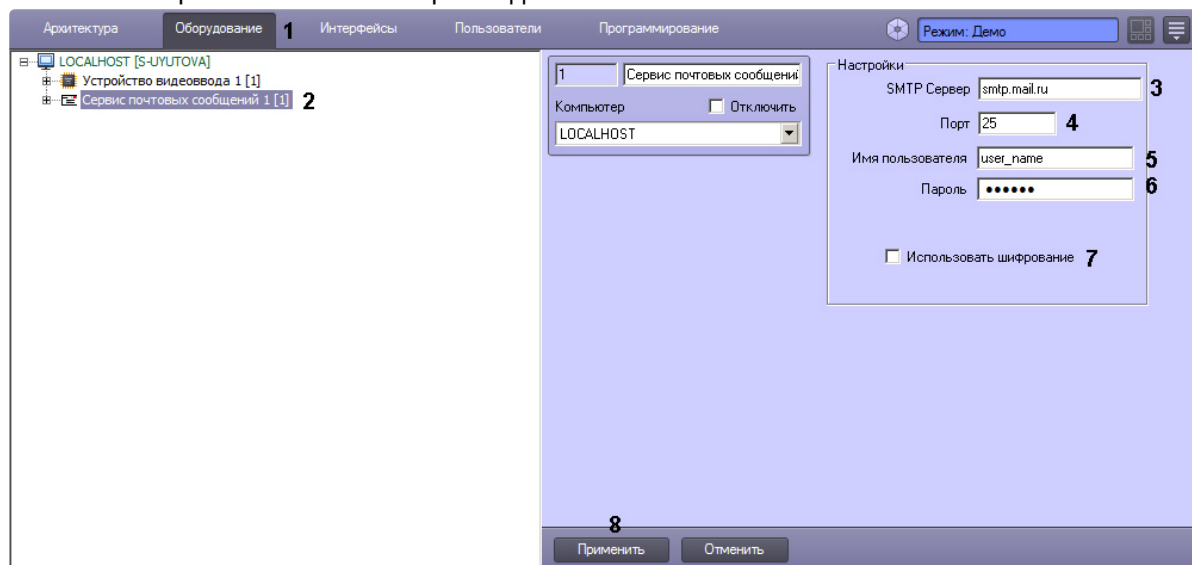 Архитектура Оборудование 1 Интерфейсы Пользователи Программирование Режим: Демо
LOCALHOST [S-UYUTOVA]
Устройство видеоввода 1 [1]
Сервис почтовых сообщений 1 [1] 2
1 Сервис почтовых сообщений
Компьютер Отключить
LOCALHOST
Настройки
SMTP Сервер smtp.mail.ru 3
Порт 25 4
Имя пользователя user_name 5
Пароль •••••• 6
Использовать шифрование 7
8
Применить Отменить